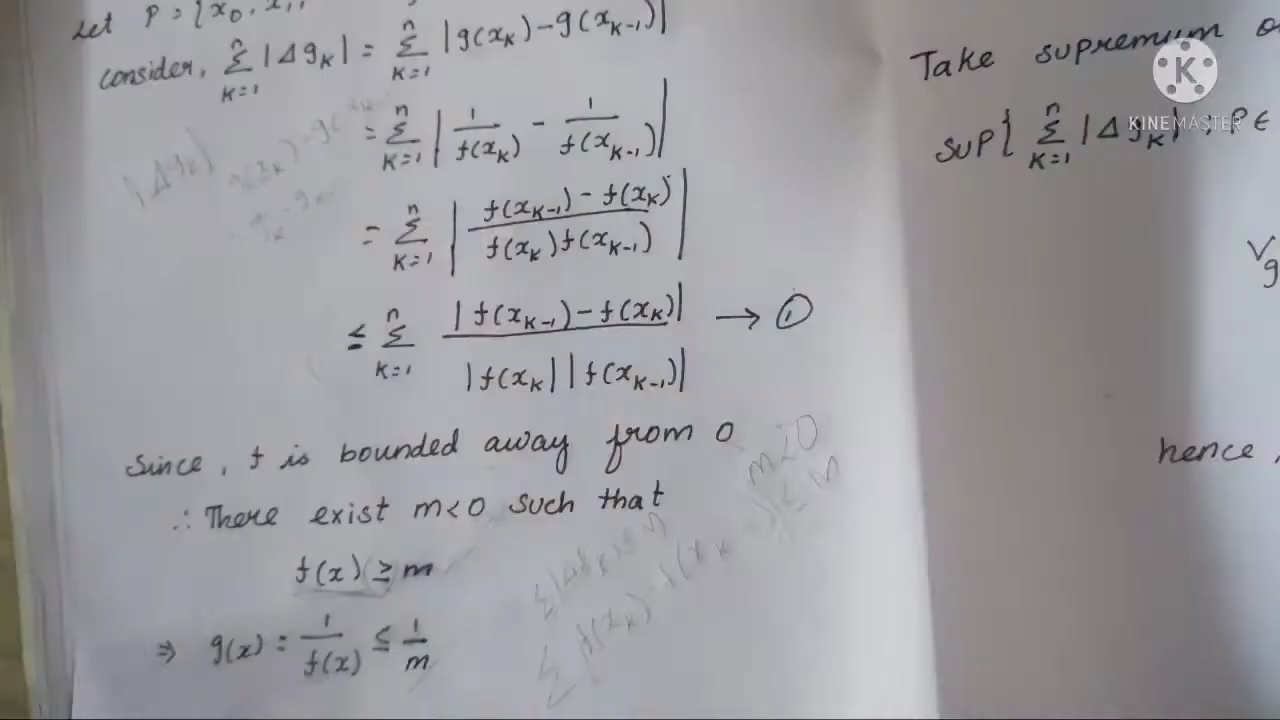 Let P = {x₀, x₁,
consider, Σ_{k=1}^{n} |Δg_k| = Σ_{k=1}^{n} |g(x_k) - g(x_{k-1})|
= Σ_{k=1}^{n} | 1/f(x_k) - 1/f(x_{k-1}) |
= Σ_{k=1}^{n} | (f(x_{k-1}) - f(x_k)) / (f(x_k) f(x_{k-1})) |
≤ Σ_{k=1}^{n} |f(x_{k-1}) - f(x_k)| / (|f(x_k)| |f(x_{k-1})|) → ①
Since, f is bounded away from 0
∴ There exist m<0 such that
f(x) ≥ m
⇒ g(x) = 1/f(x) ≤ 1/m
Take supremum
SUP{ Σ_{k=1}^{n} |Δg_k| : P ∈
V_g
hence,
KINEMASTER
K